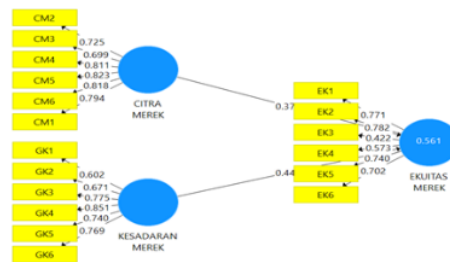 CM2
CM3
CM4
CM5
CM6
CM1
0.725
0.699
0.811
0.823
0.818
0.794
CITRA
MEREK
GK1
GK2
GK3
GK4
GK5
GK6
0.602
0.671
0.775
0.851
0.740
0.769
KESADARAN
MEREK
0.37
0.44
EK1
EK2
EK3
EK4
EK5
EK6
0.771
0.782
0.422
0.573
0.740
0.702
0.561
EKUITAS
MEREK